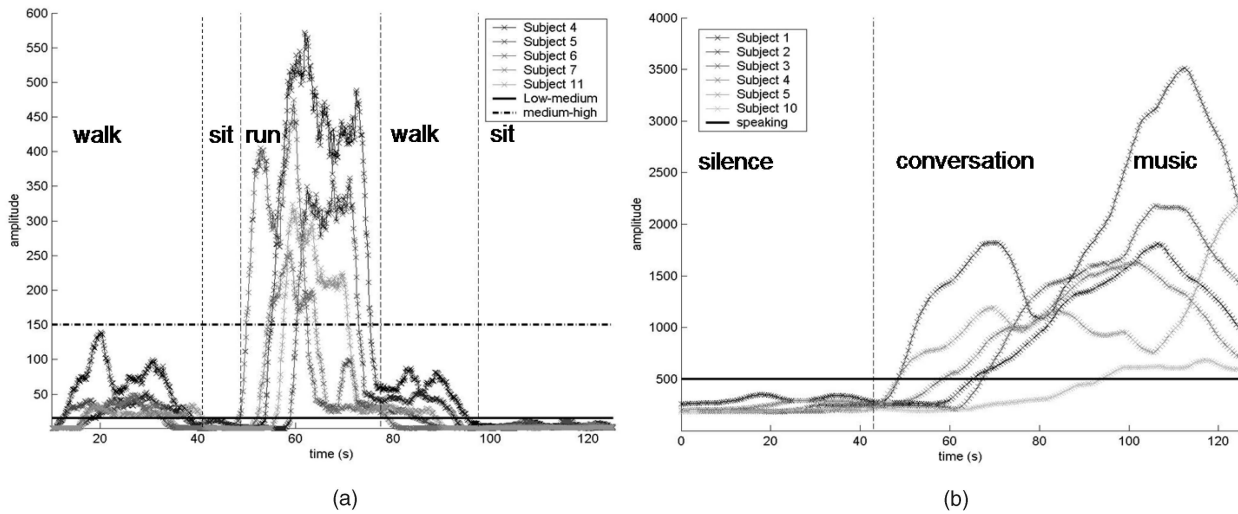 600
550
500
450
400
350
300
250
200
150
100
50
amplitude
20 40 60 80 100 120
time (s)
walk
sit
run
walk
sit
Subject 4
Subject 5
Subject 6
Subject 7
Subject 11
Low-medium
medium-high
(a)
4000
3500
3000
2500
2000
1500
1000
500
0
amplitude
0 20 40 60 80 100 120
time (s)
silence
conversation
music
Subject 1
Subject 2
Subject 3
Subject 4
Subject 5
Subject 10
speaking
(b)